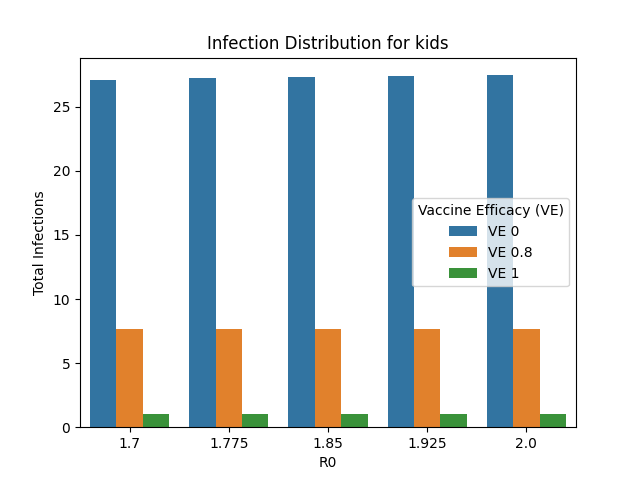 Infection Distribution for kids
Total Infections
25
20
15
10
5
0
Vaccine Efficacy (VE)
VE 0
VE 0.8
VE 1
1.7 1.775 1.85 1.925 2.0
R0